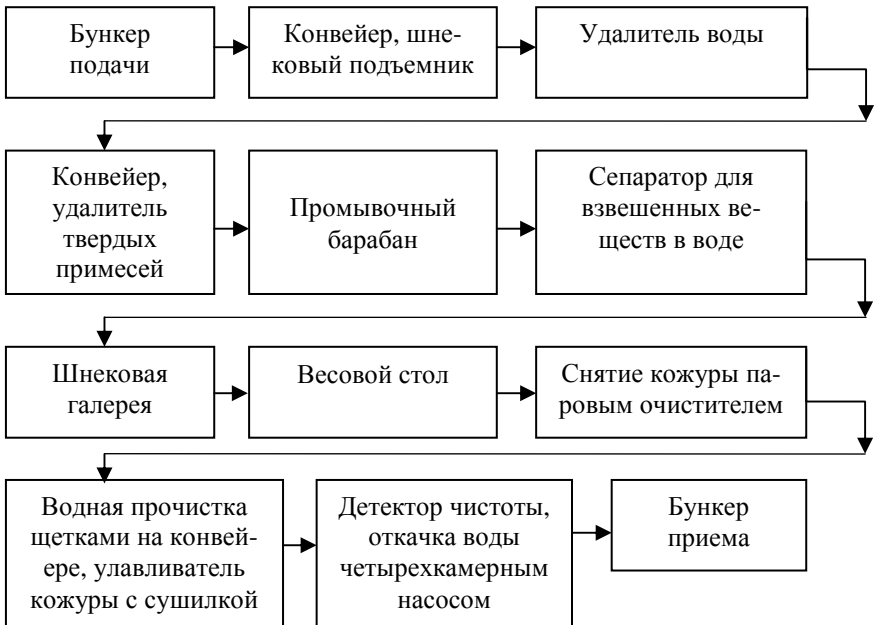 Бункер
подачи
Конвейер, шне-
ковый подъемник
Удалитель воды
Конвейер,
удалитель
твердых
примесей
Промывочный
барабан
Сепаратор для
взвешенных ве-
ществ в воде
Шнековая
галерея
Весовой стол
Снятие кожуры па-
ровым очистителем
Водная прочистка
щетками на конвей-
ере, улавливатель
кожуры с сушилкой
Детектор чистоты,
откачка воды
четырехкамерным
насосом
Бункер
приема